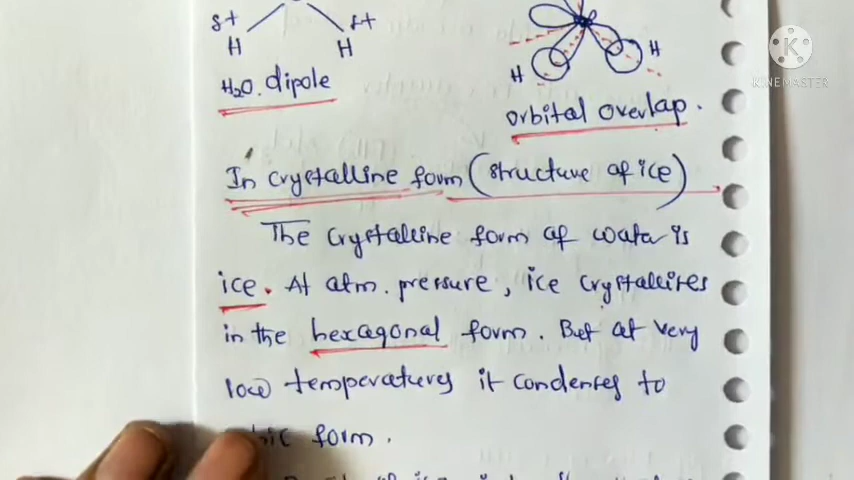 δ+ δ+
H H
H₂O. dipole
H H
orbital overlap.
K
KINEMASTER
In crystalline form (structure of ice)
The crystalline form of water is
ice. At atm. pressure, ice crystallizes
in the hexagonal form. But at very
low temperatures it condenses to
form.